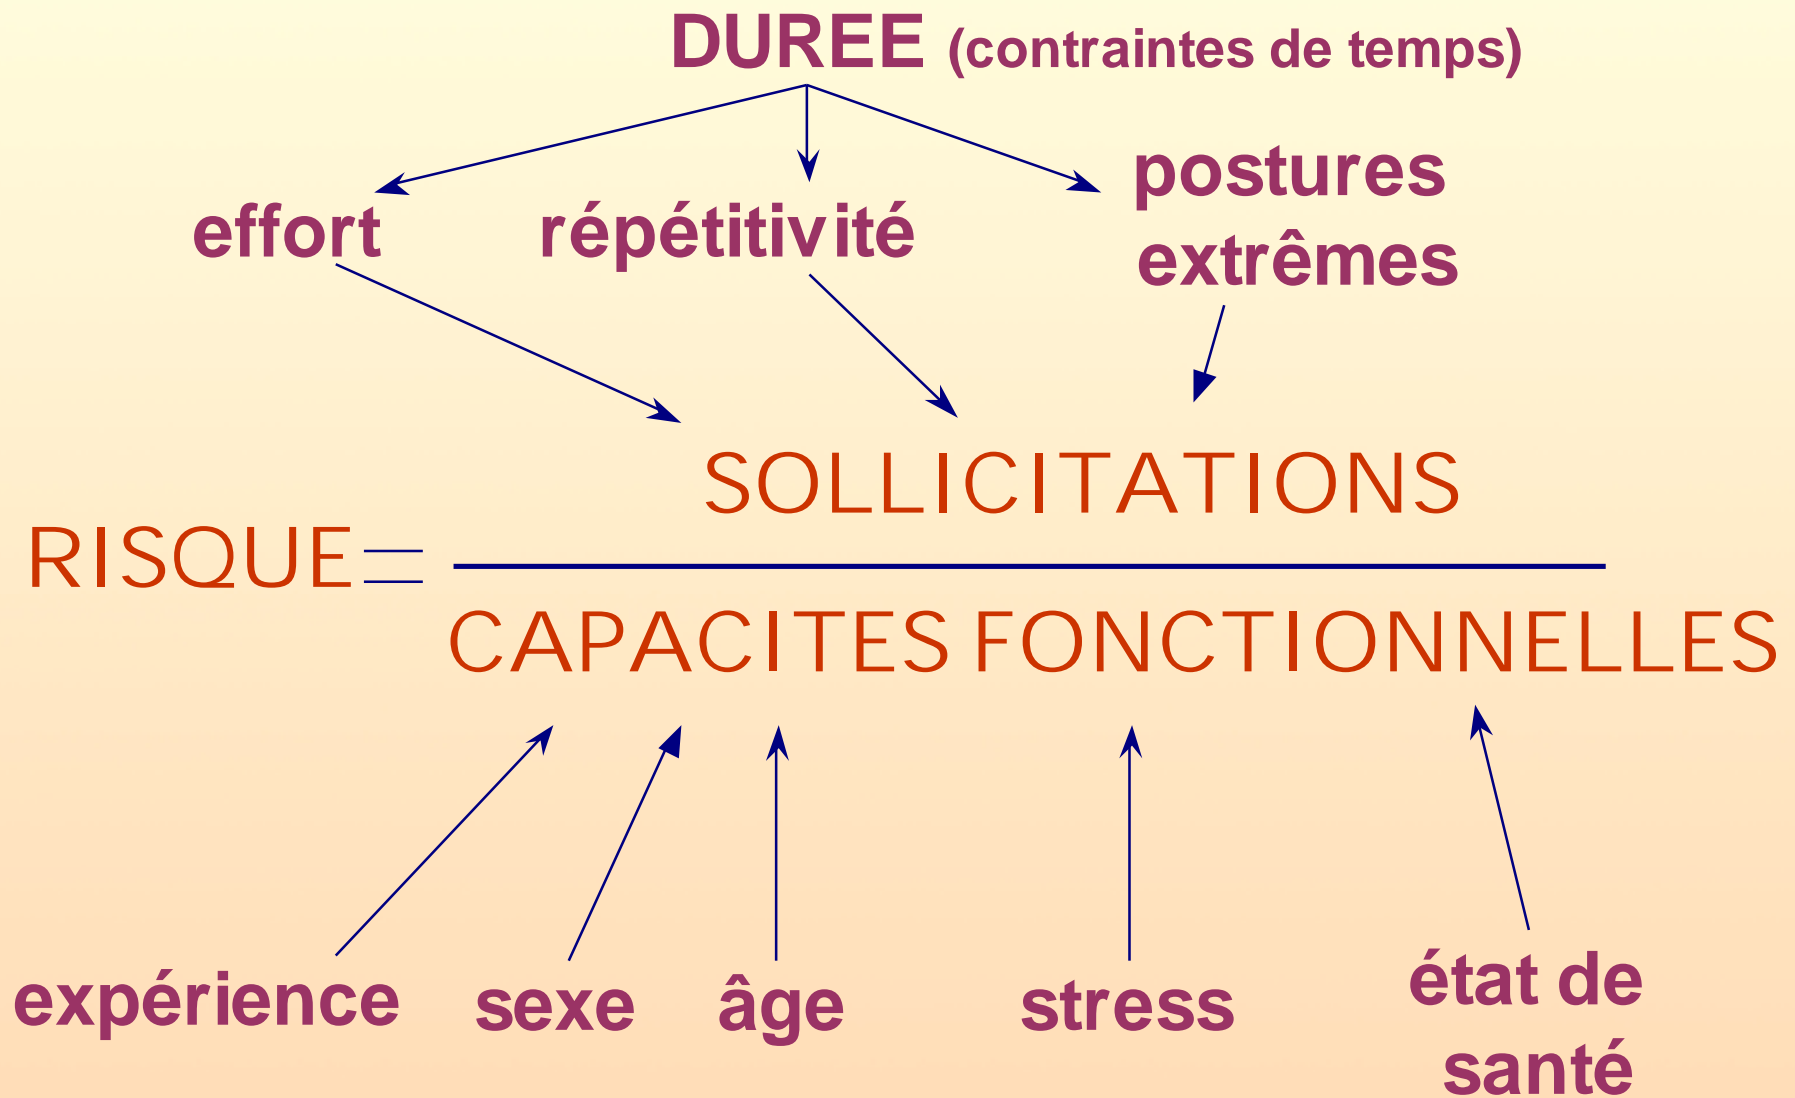 DUREE (contraintes de temps)
effort répétitivité postures
extrêmes
SOLLICITATIONS
RISQUE =
CAPACITES FONCTIONNELLES
expérience sexe âge stress état de
santé